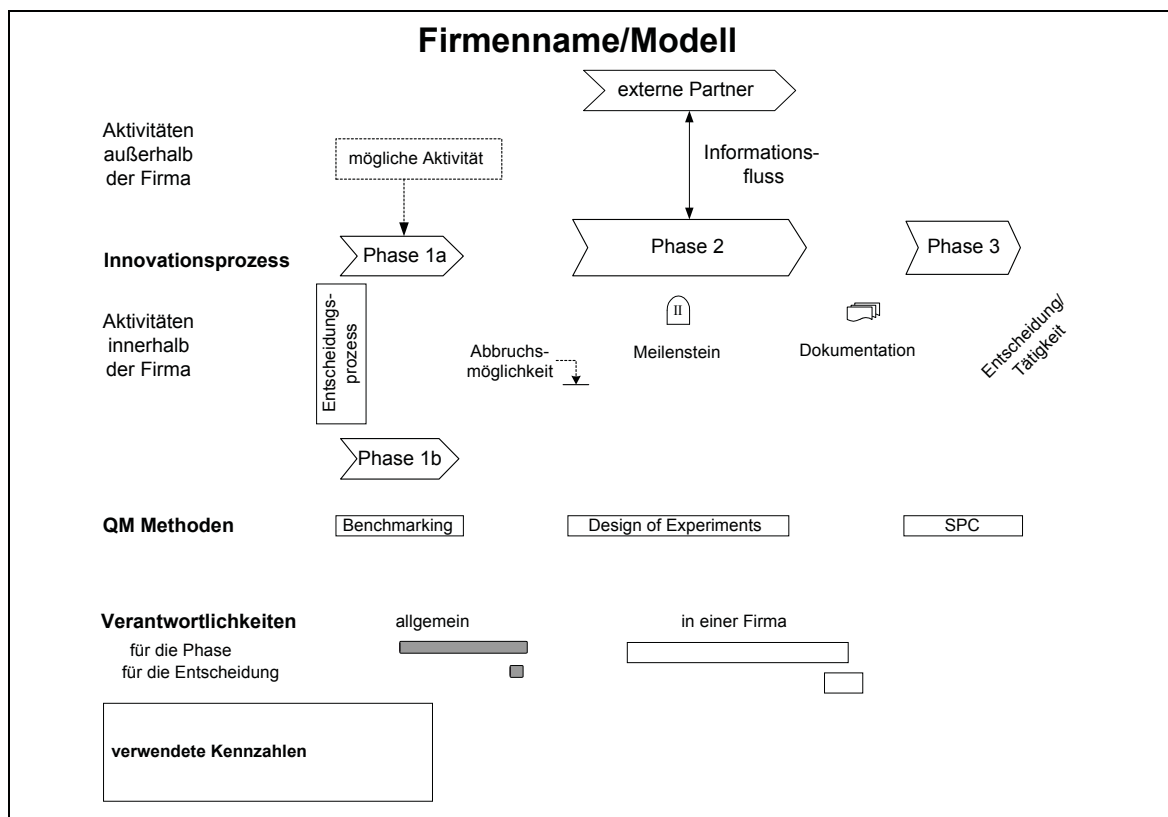 Firmenname/Modell
externe Partner
Aktivitäten
außerhalb
der Firma
mögliche Aktivität
Informations-
fluss
Innovationsprozess
Phase 1a
Phase 2
Phase 3
Aktivitäten
innerhalb
der Firma
Entscheidungs-
prozess
Abbruchs-
möglichkeit
II
Meilenstein
Dokumentation
Entscheidung/
Tätigkeit
Phase 1b
QM Methoden
Benchmarking
Design of Experiments
SPC
Verantwortlichkeiten
allgemein
in einer Firma
für die Phase
für die Entscheidung
verwendete Kennzahlen